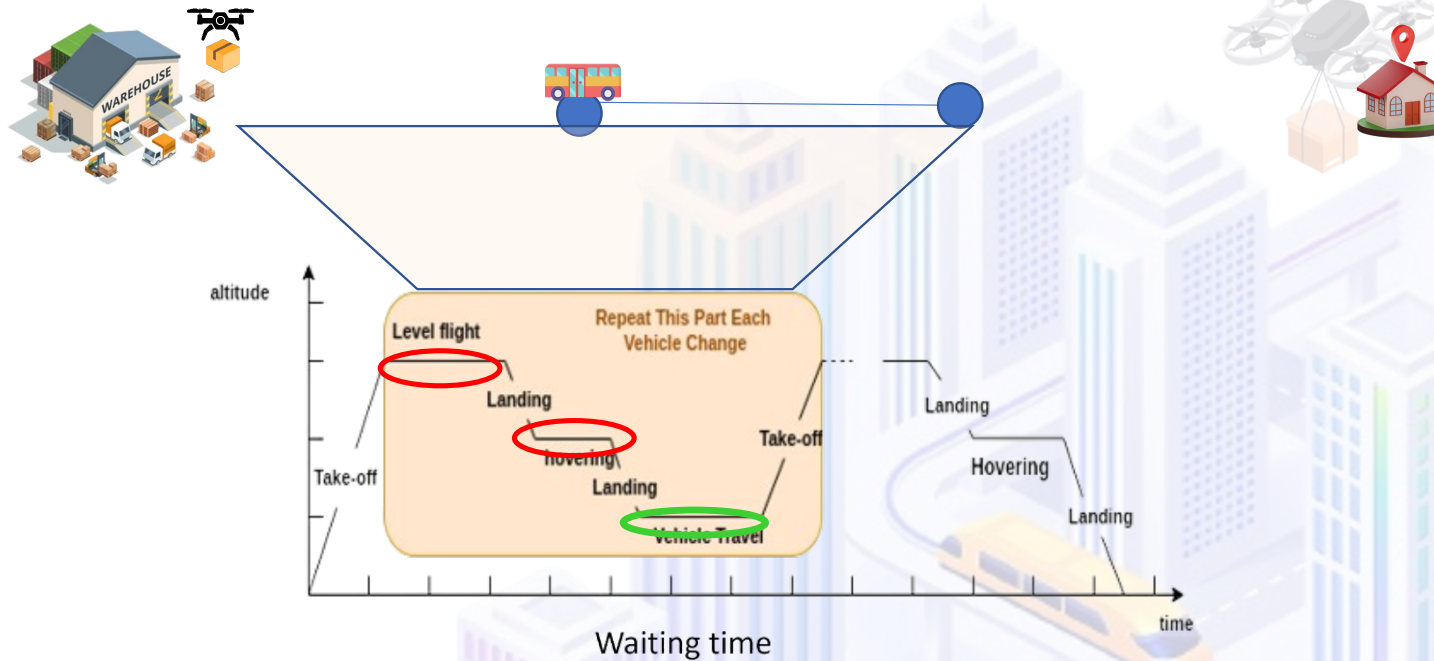 WAREHOUSE
altitude
Level flight
Repeat This Part Each
Vehicle Change
Landing
hovering
Landing
Take-off
Take-off
Vehicle Travel
Landing
Hovering
Landing
time
Waiting time